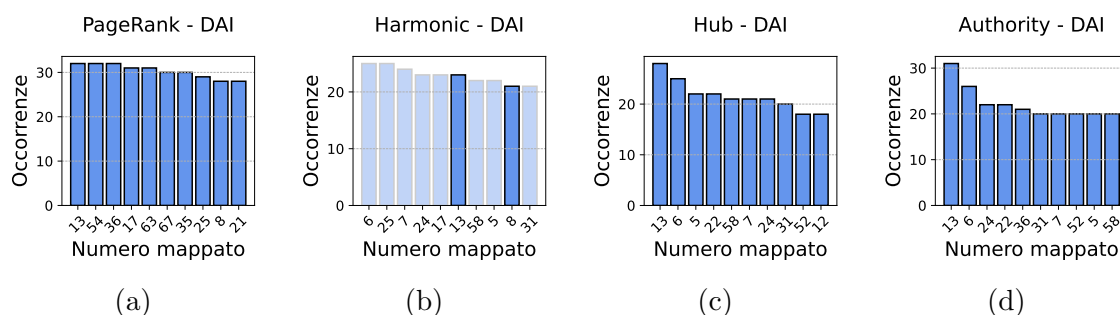 PageRank - DAI
Occorrenze
30
20
10
0
13 54 36 17 63 67 35 25 8 21
Numero mappato
(a)
Harmonic - DAI
Occorrenze
20
10
0
6 25 7 24 17 13 58 5 8 31
Numero mappato
(b)
Hub - DAI
Occorrenze
20
10
0
13 6 5 22 58 7 24 31 52 12
Numero mappato
(c)
Authority - DAI
Occorrenze
30
20
10
0
13 6 24 22 36 31 7 52 5 58
Numero mappato
(d)